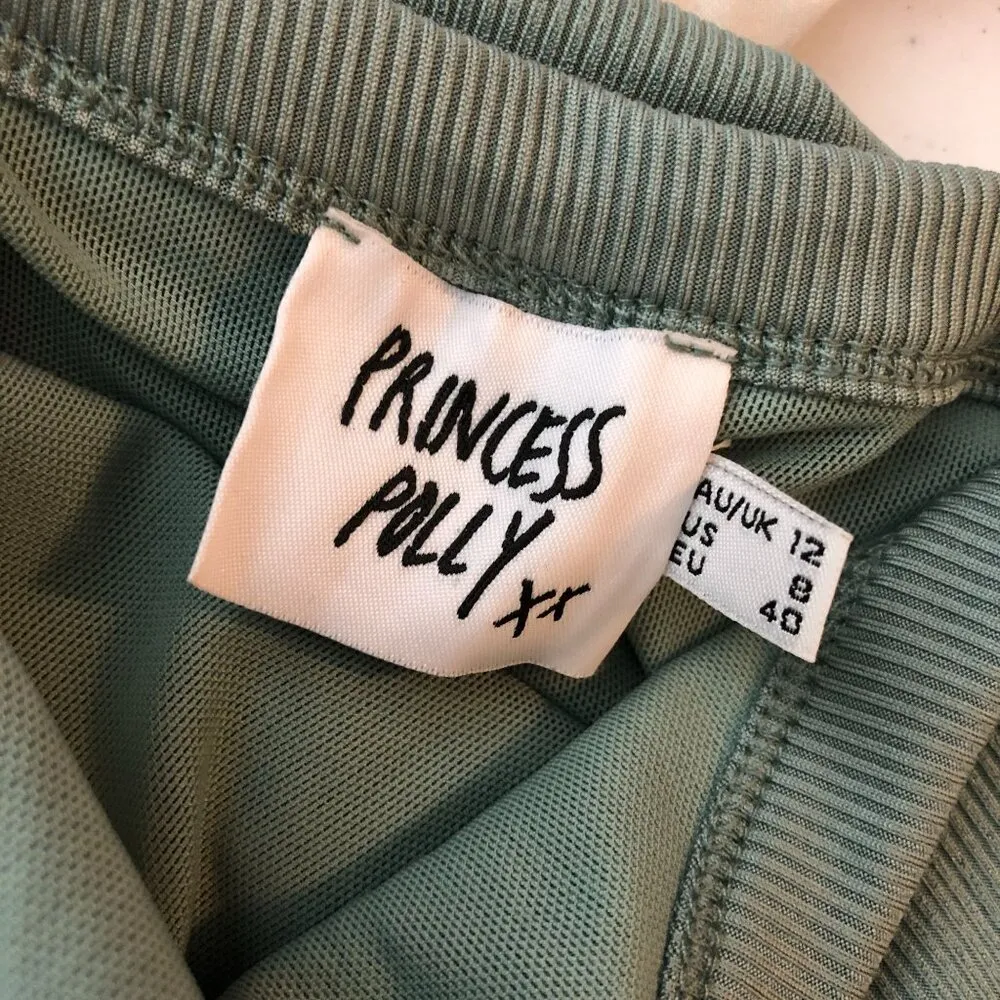 PRINCESS
POLLY
xx
AU/UK 12
US 8
EU 40